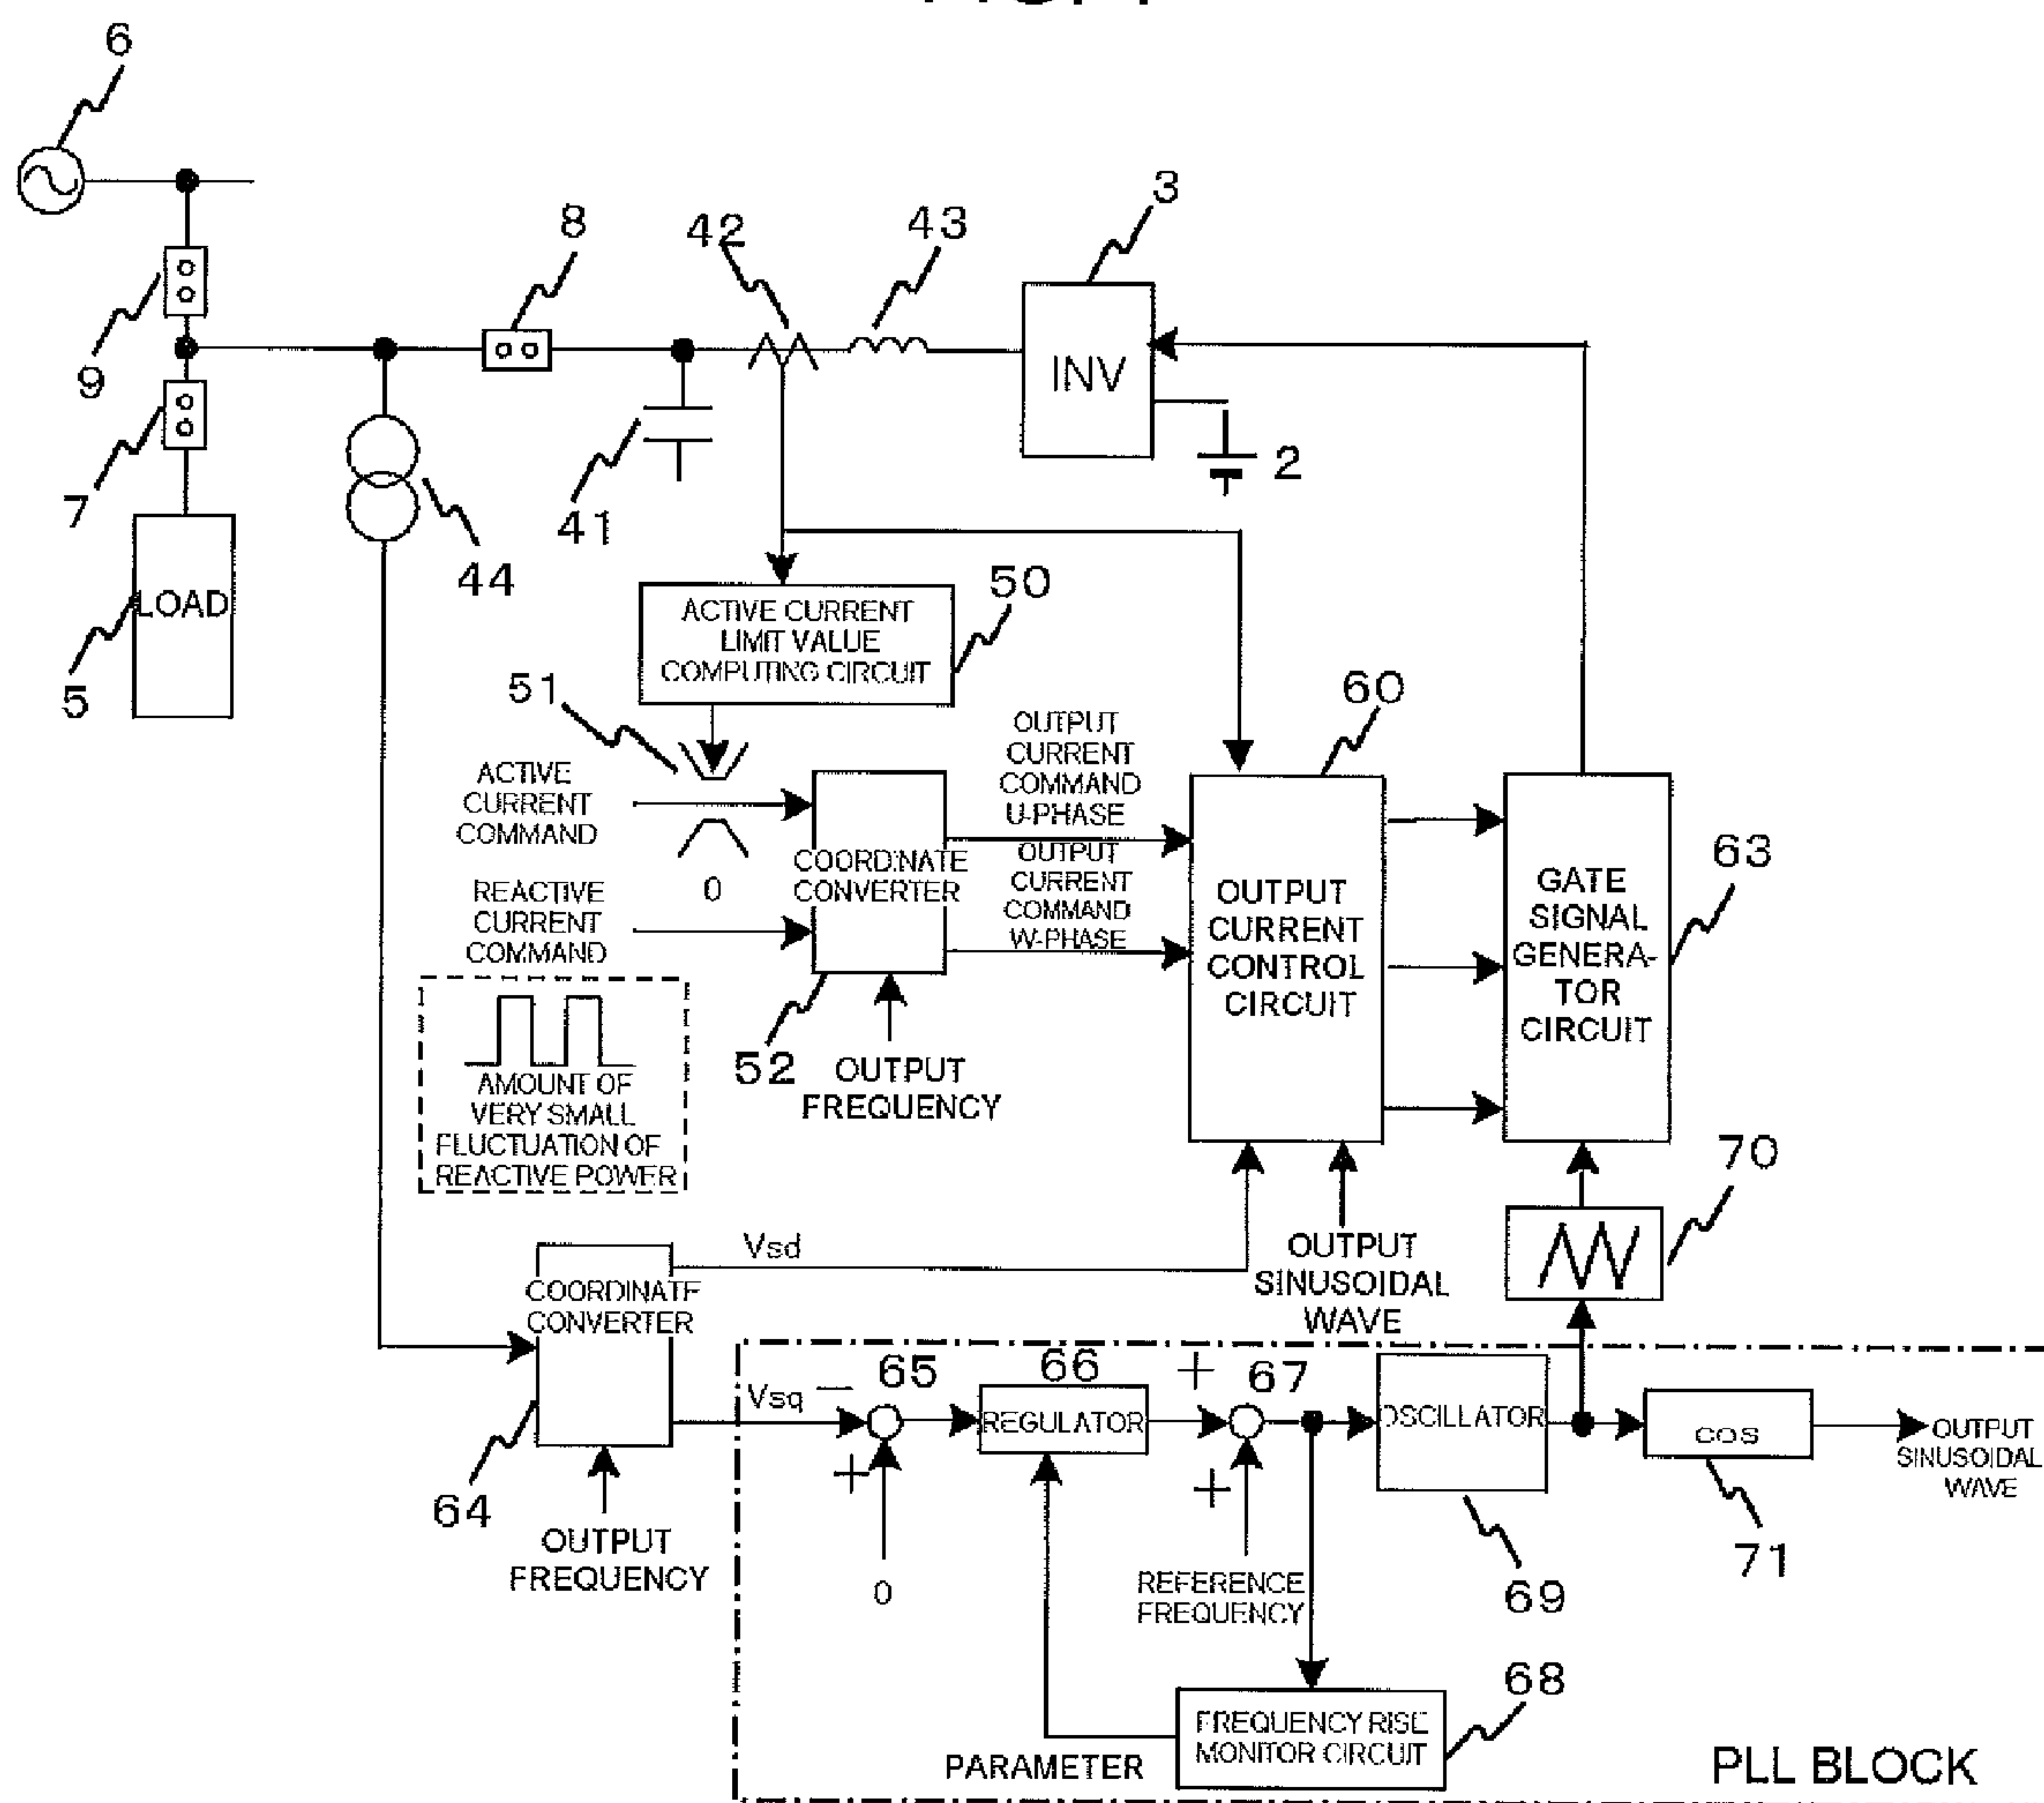 6
8
42
43
3
9
INV
7
41
2
44
LOAD
5
50
ACTIVE CURRENT
LIMIT VALUE
COMPUTING CIRCUIT
51
60
OUTPUT
CURRENT
COMMAND
U-PHASE
ACTIVE
CURRENT
COMMAND
COORDINATE
CONVERTER
OUTPUT
CURRENT
COMMAND
W-PHASE
0
REACTIVE
CURRENT
COMMAND
OUTPUT
CURRENT
CONTROL
CIRCUIT
63
GATE
SIGNAL
GENERA-
TOR
CIRCUIT
52
OUTPUT
FREQUENCY
AMOUNT OF
VERY SMALL
FLUCTUATION OF
REACTIVE POWER
70
Vsd
OUTPUT
SINUSOIDAL
WAVE
COORDINATE
CONVERTER
64
OUTPUT
FREQUENCY
Vsq
−
65
+
0
66
REGULATOR
+
67
+
REFERENCE
FREQUENCY
OSCILLATOR
69
cos
71
OUTPUT
SINUSOIDAL
WAVE
68
FREQUENCY RISE
MONITOR CIRCUIT
PARAMETER
PLL BLOCK